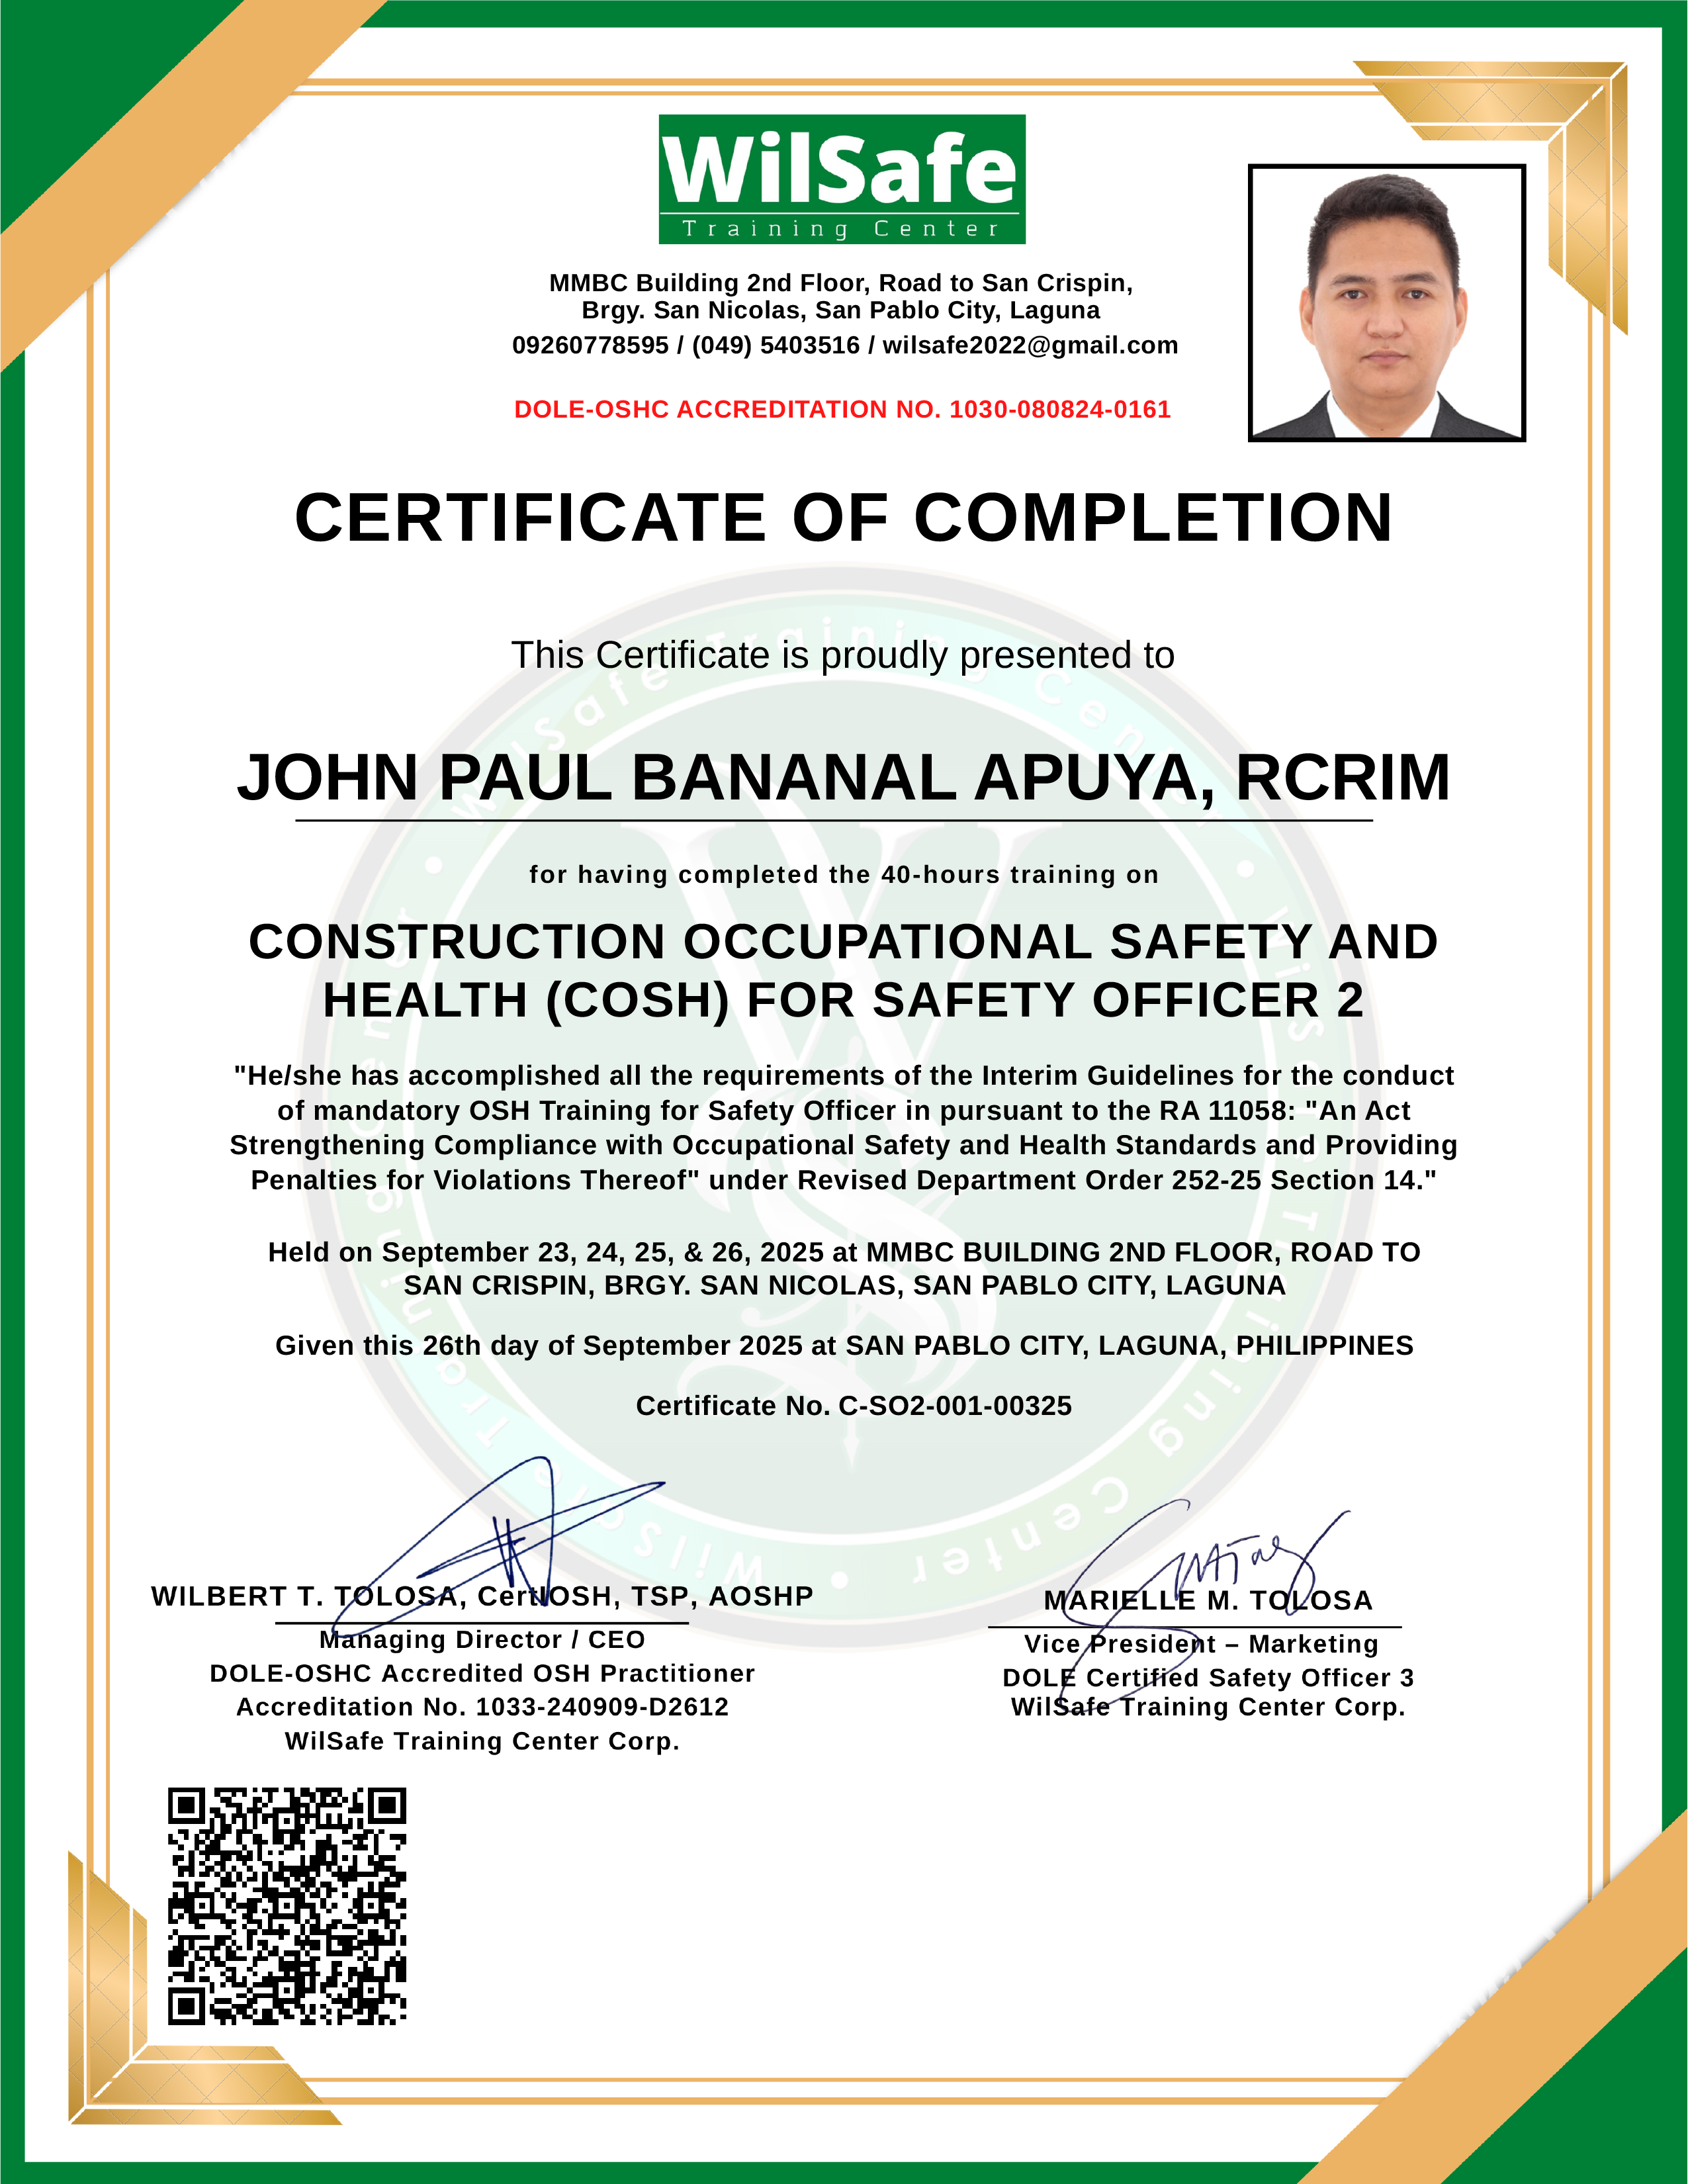 WilSafe
Training Center
MMBC Building 2nd Floor, Road to San Crispin,
Brgy. San Nicolas, San Pablo City, Laguna
09260778595 / (049) 5403516 / wilsafe2022@gmail.com
DOLE-OSHC ACCREDITATION NO. 1030-080824-0161
CERTIFICATE OF COMPLETION
This Certificate is proudly presented to
JOHN PAUL BANANAL APUYA, RCRIM
for having completed the 40-hours training on
CONSTRUCTION OCCUPATIONAL SAFETY AND
HEALTH (COSH) FOR SAFETY OFFICER 2
"He/she has accomplished all the requirements of the Interim Guidelines for the conduct
of mandatory OSH Training for Safety Officer in pursuant to the RA 11058: "An Act
Strengthening Compliance with Occupational Safety and Health Standards and Providing
Penalties for Violations Thereof" under Revised Department Order 252-25 Section 14."
Held on September 23, 24, 25, & 26, 2025 at MMBC BUILDING 2ND FLOOR, ROAD TO
SAN CRISPIN, BRGY. SAN NICOLAS, SAN PABLO CITY, LAGUNA
Given this 26th day of September 2025 at SAN PABLO CITY, LAGUNA, PHILIPPINES
Certificate No. C-SO2-001-00325
WilSafe Training Center • WilSafe Training Center • WilSafe Training Center •
WILBERT T. TOLOSA, CertIOSH, TSP, AOSHP
Managing Director / CEO
DOLE-OSHC Accredited OSH Practitioner
Accreditation No. 1033-240909-D2612
WilSafe Training Center Corp.
MARIELLE M. TOLOSA
Vice President – Marketing
DOLE Certified Safety Officer 3
WilSafe Training Center Corp.